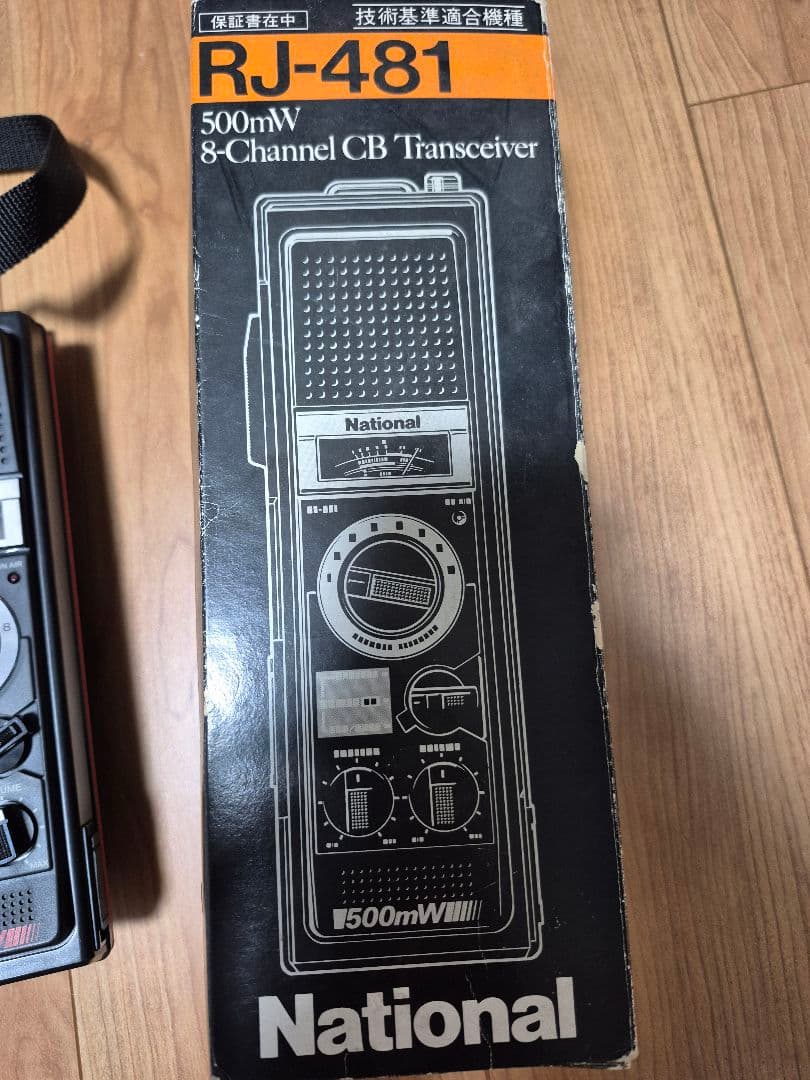 保証書在中
技術基準適合機種
RJ-481
500mW
8-Channel CB Transceiver
National
500mW
National
ON AIR
8
MAX